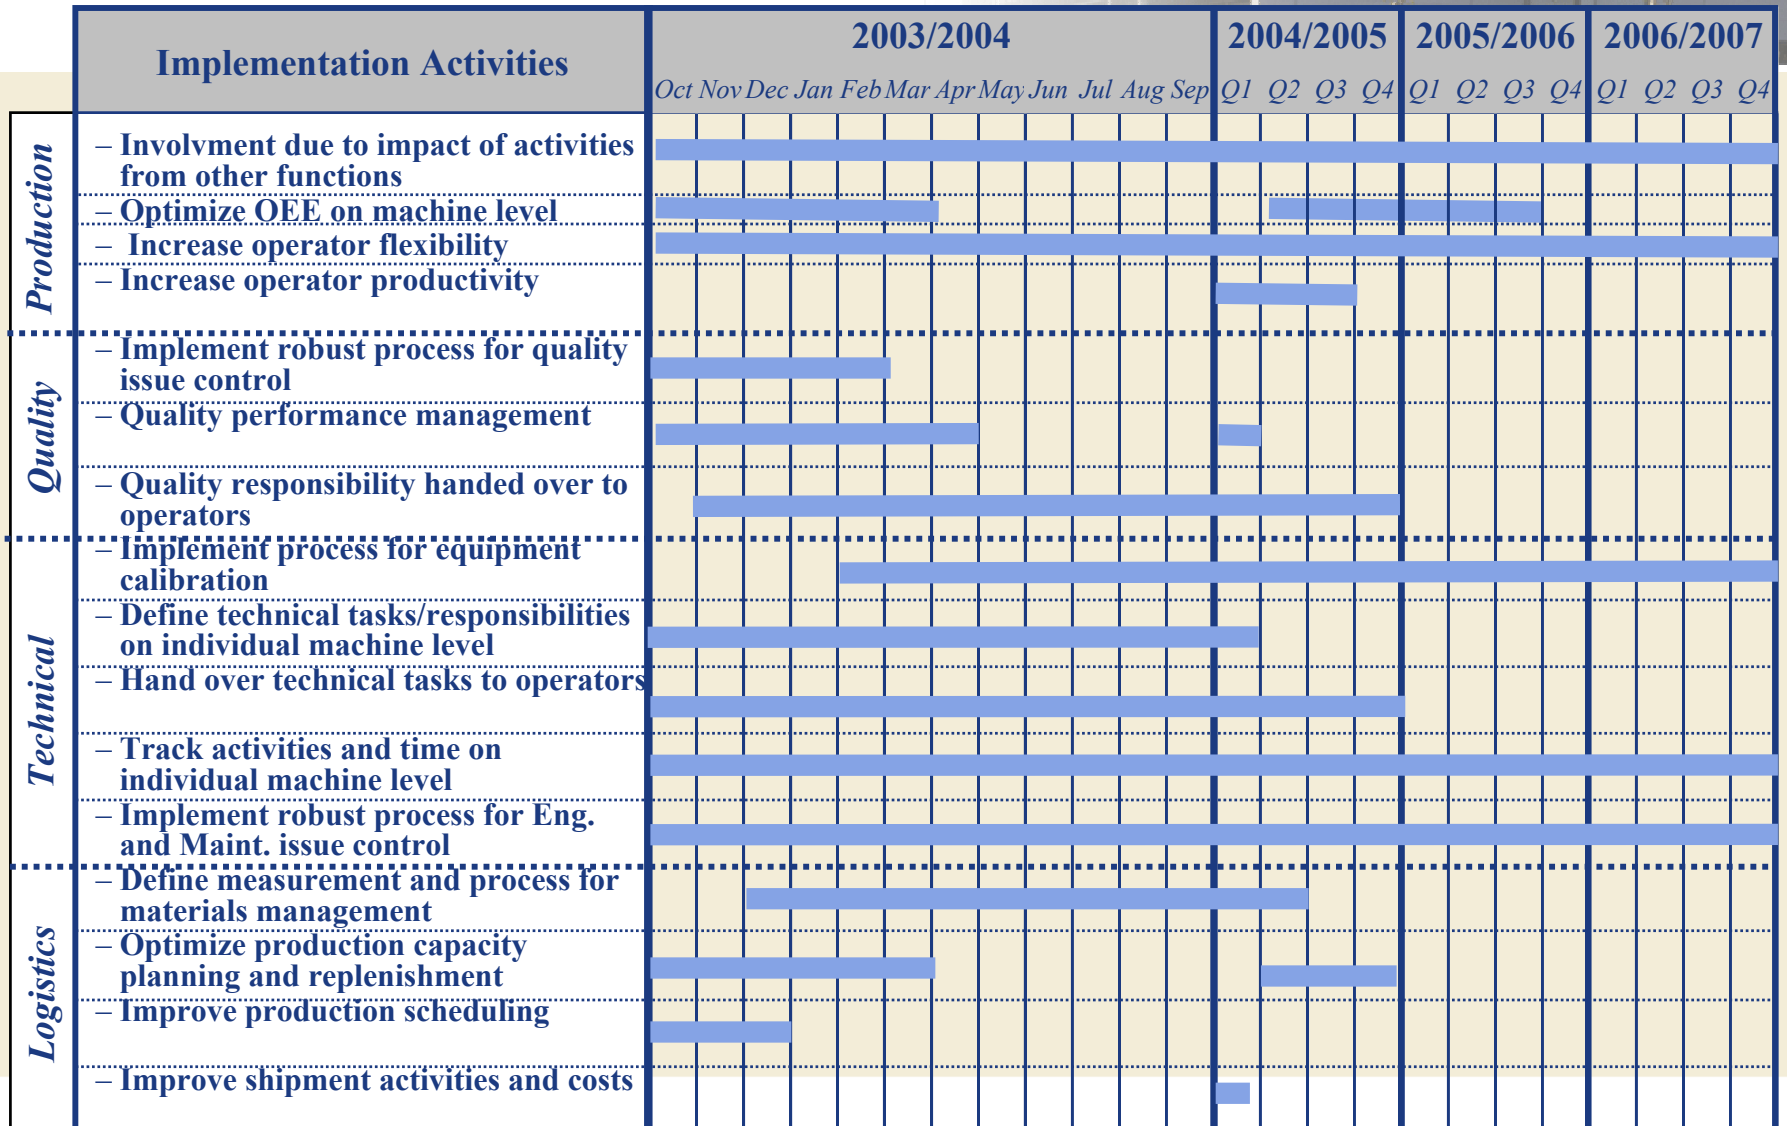 Implementation Activities
2003/2004
2004/2005
2005/2006
2006/2007
Oct Nov Dec Jan Feb Mar Apr May Jun Jul Aug Sep Q1 Q2 Q3 Q4 Q1 Q2 Q3 Q4 Q1 Q2 Q3 Q4
Production
– Involvment due to impact of activities
from other functions
– Optimize OEE on machine level
– Increase operator flexibility
– Increase operator productivity
Quality
– Implement robust process for quality
issue control
– Quality performance management
– Quality responsibility handed over to
operators
Technical
– Implement process for equipment
calibration
– Define technical tasks/responsibilities
on individual machine level
– Hand over technical tasks to operators
– Track activities and time on
individual machine level
– Implement robust process for Eng.
and Maint. issue control
Logistics
– Define measurement and process for
materials management
– Optimize production capacity
planning and replenishment
– Improve production scheduling
– Improve shipment activities and costs